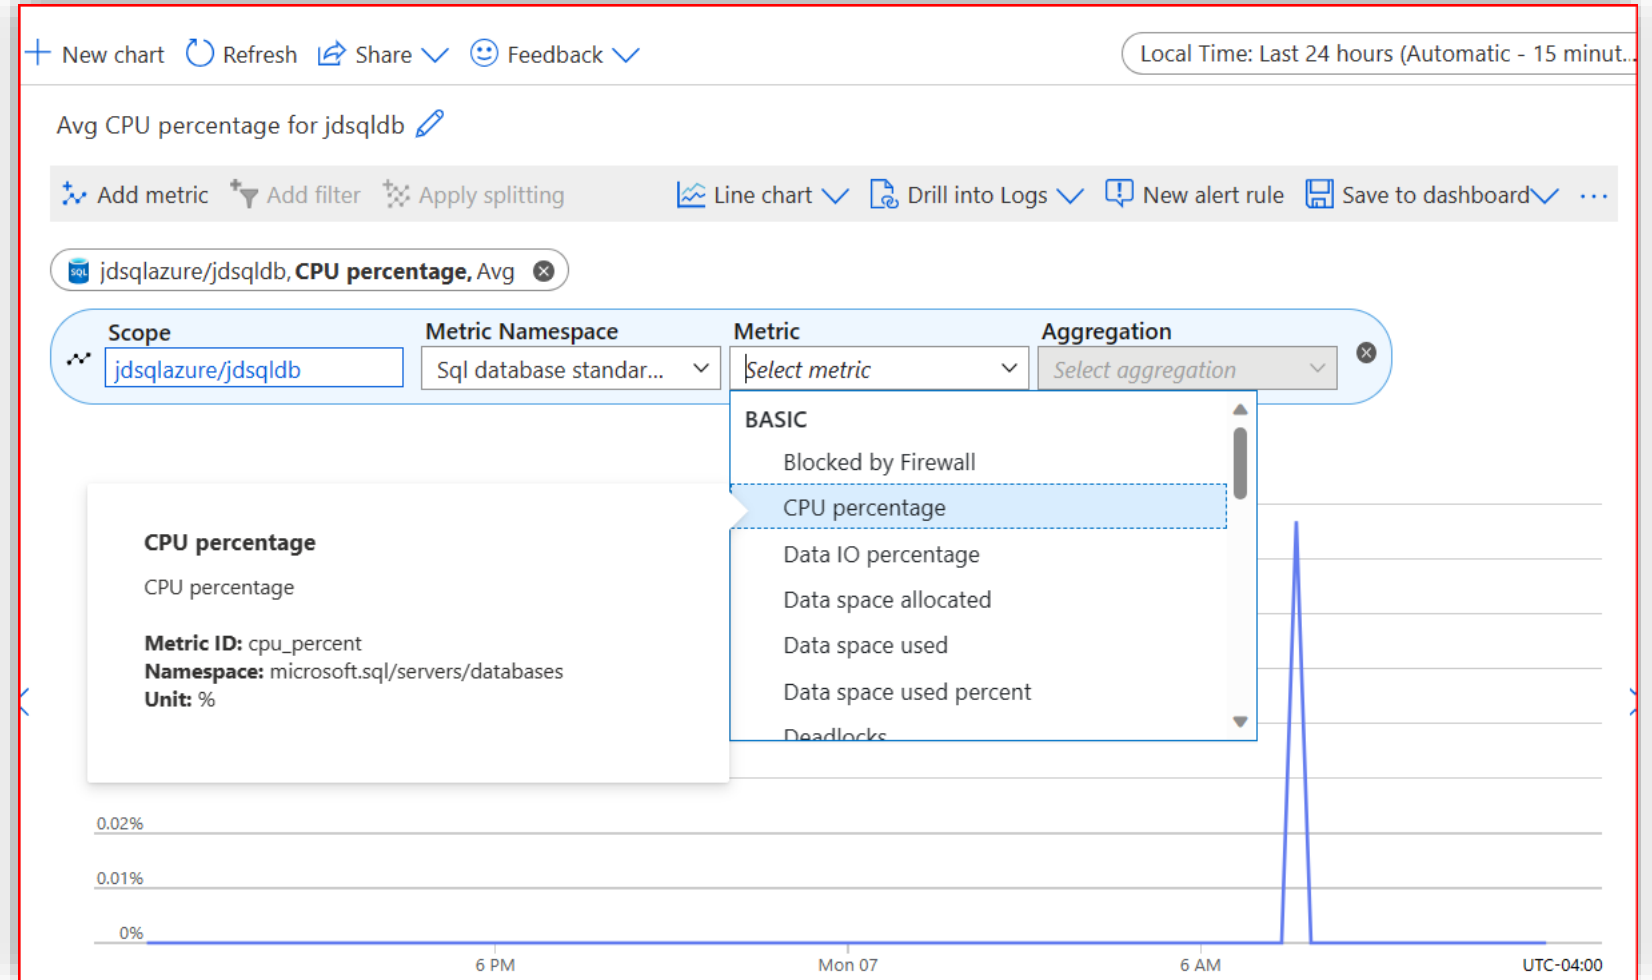 New chart Refresh Share Feedback Local Time: Last 24 hours (Automatic - 15 minut...
Avg CPU percentage for jdsqldb
Add metric Add filter Apply splitting Line chart Drill into Logs New alert rule Save to dashboard ...
SQL jdsqlazure/jdsqldb, CPU percentage, Avg
Scope Metric Namespace Metric Aggregation
jdsqlazure/jdsqldb Sql database standar... Select metric Select aggregation
BASIC
Blocked by Firewall
CPU percentage
Data IO percentage
Data space allocated
Data space used
Data space used percent
Deadlocks
CPU percentage
CPU percentage
Metric ID: cpu_percent
Namespace: microsoft.sql/servers/databases
Unit: %
0.02%
0.01%
0%
6 PM Mon 07 6 AM UTC-04:00